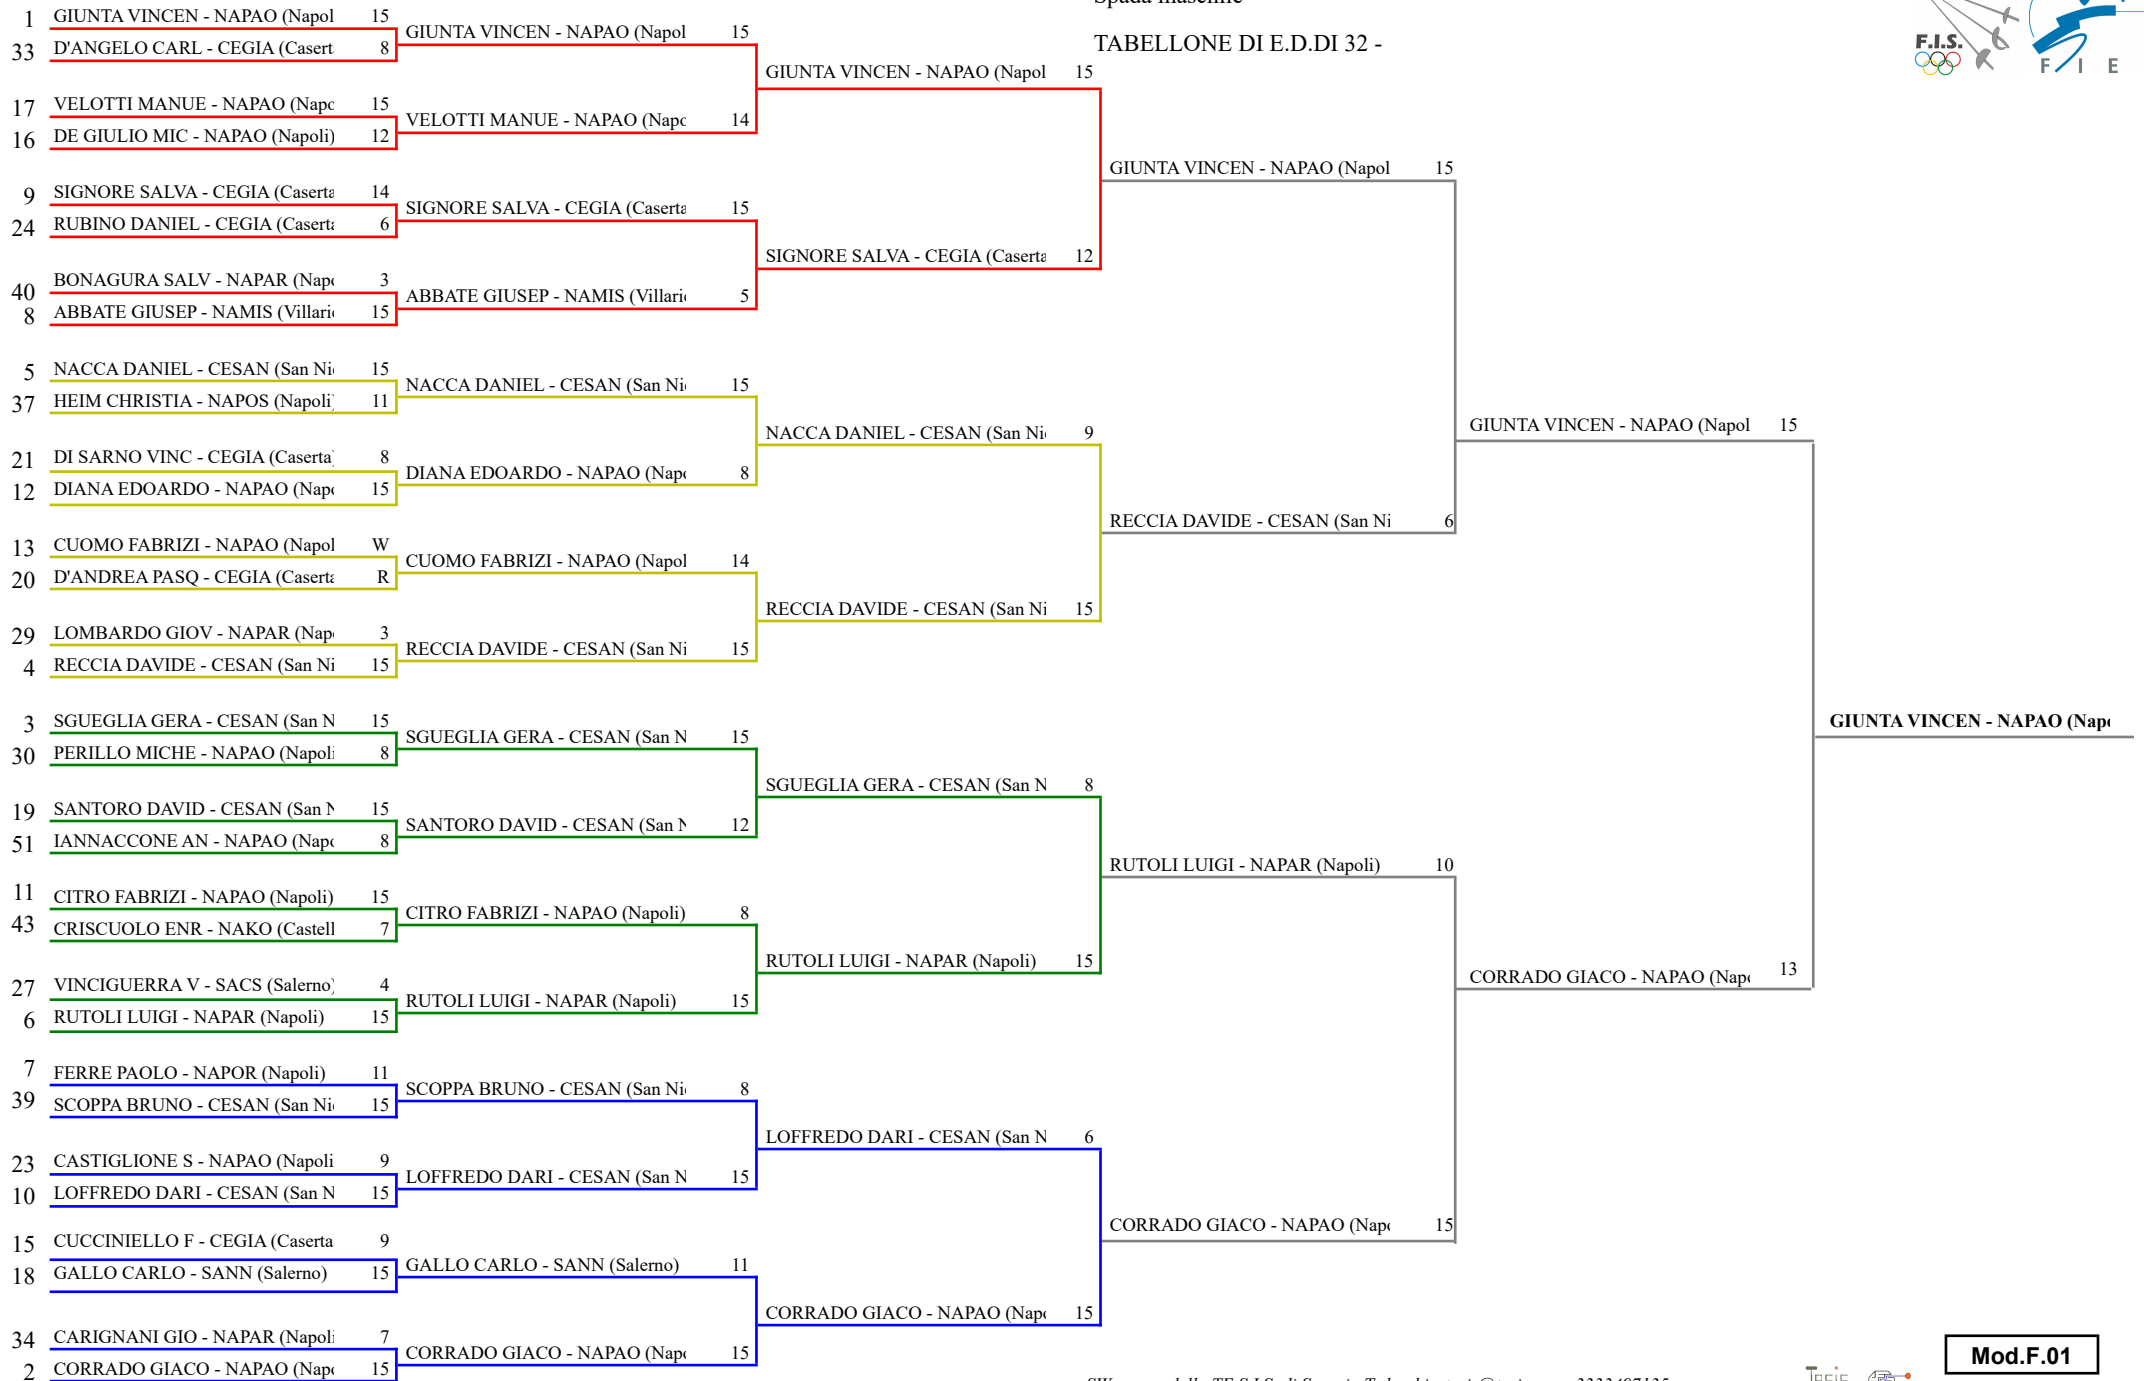 Spada maschile
TABELLONE DI E.D.DI 32 -
F.I.S.
F I E
1 GIUNTA VINCEN - NAPAO (Napol 15
33 D'ANGELO CARL - CEGIA (Casert 8
17 VELOTTI MANUE - NAPAO (Napo 15
16 DE GIULIO MIC - NAPAO (Napoli) 12
9 SIGNORE SALVA - CEGIA (Caserta 14
24 RUBINO DANIEL - CEGIA (Caserta 6
40 BONAGURA SALV - NAPAR (Napo 3
8 ABBATE GIUSEP - NAMIS (Villari 15
5 NACCA DANIEL - CESAN (San Ni 15
37 HEIM CHRISTIA - NAPOS (Napoli) 11
21 DI SARNO VINC - CEGIA (Caserta) 8
12 DIANA EDOARDO - NAPAO (Napo 15
13 CUOMO FABRIZI - NAPAO (Napol W
20 D'ANDREA PASQ - CEGIA (Caserta R
29 LOMBARDO GIOV - NAPAR (Nap 3
4 RECCIA DAVIDE - CESAN (San Ni 15
3 SGUEGLIA GERA - CESAN (San N 15
30 PERILLO MICHE - NAPAO (Napoli 8
19 SANTORO DAVID - CESAN (San N 15
51 IANNACCONE AN - NAPAO (Napo 8
11 CITRO FABRIZI - NAPAO (Napoli) 15
43 CRISCUOLO ENR - NAKO (Castell 7
27 VINCIGUERRA V - SACS (Salerno) 4
6 RUTOLI LUIGI - NAPAR (Napoli) 15
7 FERRE PAOLO - NAPOR (Napoli) 11
39 SCOPPA BRUNO - CESAN (San Ni 15
23 CASTIGLIONE S - NAPAO (Napoli 9
10 LOFFREDO DARI - CESAN (San N 15
15 CUCCINIELLO F - CEGIA (Caserta 9
18 GALLO CARLO - SANN (Salerno) 15
34 CARIGNANI GIO - NAPAR (Napoli 7
2 CORRADO GIACO - NAPAO (Napo 15
GIUNTA VINCEN - NAPAO (Napol 15
VELOTTI MANUE - NAPAO (Napo 14
SIGNORE SALVA - CEGIA (Caserta 15
ABBATE GIUSEP - NAMIS (Villari 5
NACCA DANIEL - CESAN (San Ni 15
DIANA EDOARDO - NAPAO (Napo 8
CUOMO FABRIZI - NAPAO (Napol 14
RECCIA DAVIDE - CESAN (San Ni 15
SGUEGLIA GERA - CESAN (San N 15
SANTORO DAVID - CESAN (San N 12
CITRO FABRIZI - NAPAO (Napoli) 8
RUTOLI LUIGI - NAPAR (Napoli) 15
SCOPPA BRUNO - CESAN (San Ni 8
LOFFREDO DARI - CESAN (San N 15
GALLO CARLO - SANN (Salerno) 11
CORRADO GIACO - NAPAO (Napo 15
GIUNTA VINCEN - NAPAO (Napol 15
SIGNORE SALVA - CEGIA (Caserta 12
NACCA DANIEL - CESAN (San Ni 9
RECCIA DAVIDE - CESAN (San Ni 15
SGUEGLIA GERA - CESAN (San N 8
RUTOLI LUIGI - NAPAR (Napoli) 15
LOFFREDO DARI - CESAN (San N 6
CORRADO GIACO - NAPAO (Napo 15
GIUNTA VINCEN - NAPAO (Napol 15
RECCIA DAVIDE - CESAN (San Ni 6
RUTOLI LUIGI - NAPAR (Napoli) 10
CORRADO GIACO - NAPAO (Napo 15
GIUNTA VINCEN - NAPAO (Napol 15
CORRADO GIACO - NAPAO (Napo 13
GIUNTA VINCEN - NAPAO (Napo
Mod.F.01